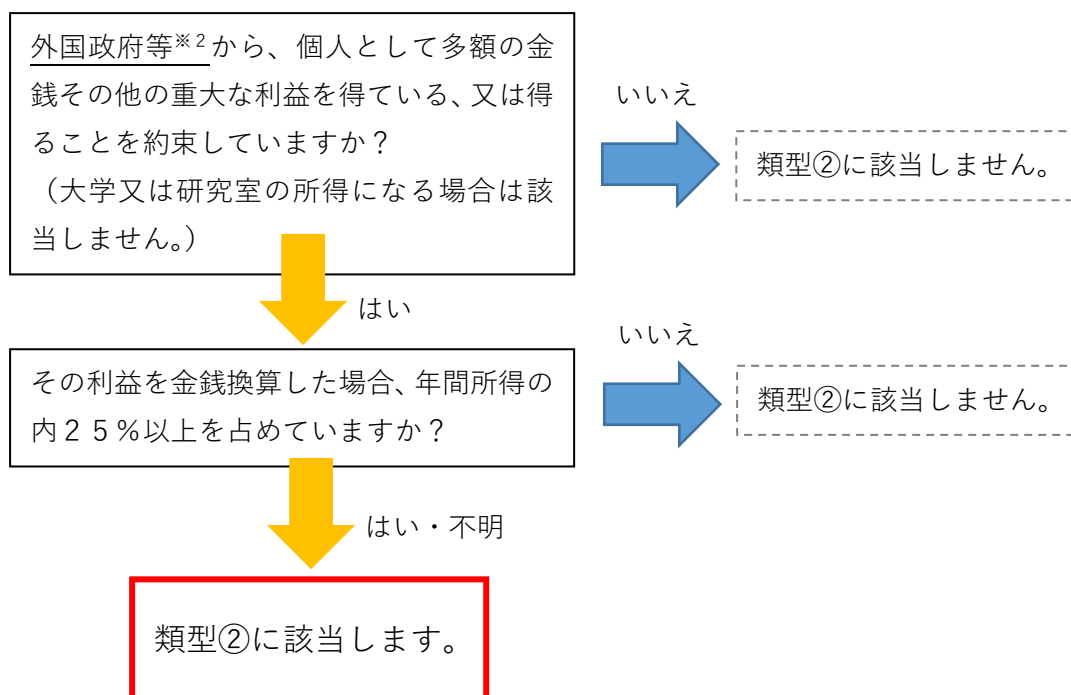 外国政府等※2から、個人として多額の金
銭その他の重大な利益を得ている、又は得
ることを約束していますか？
（大学又は研究室の所得になる場合は該
当しません。）
いいえ
類型②に該当しません。
はい
その利益を金銭換算した場合、年間所得の
内２５％以上を占めていますか？
いいえ
類型②に該当しません。
はい・不明
類型②に該当します。